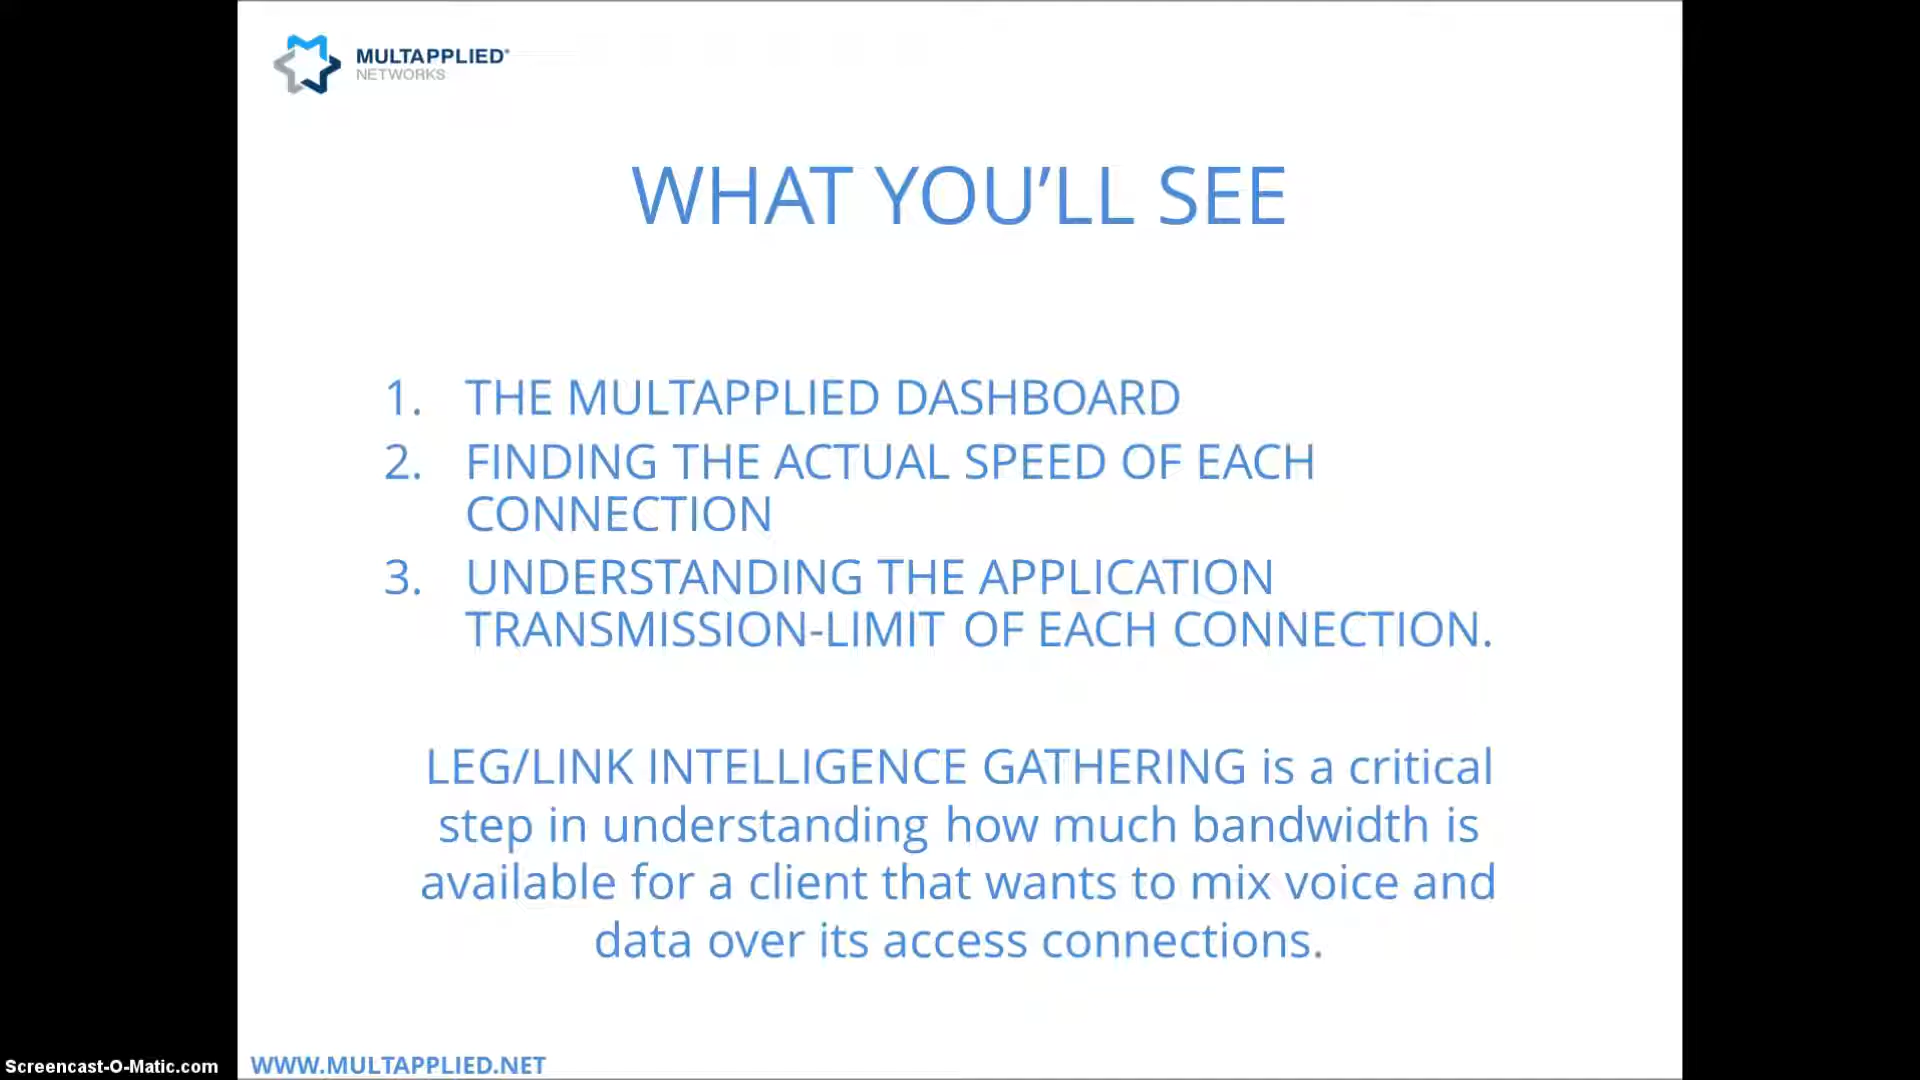 MULTAPPLIED®
NETWORKS
WHAT YOU’LL SEE
1. THE MULTAPPLIED DASHBOARD
2. FINDING THE ACTUAL SPEED OF EACH
CONNECTION
3. UNDERSTANDING THE APPLICATION
TRANSMISSION-LIMIT OF EACH CONNECTION.
LEG/LINK INTELLIGENCE GATHERING is a critical
step in understanding how much bandwidth is
available for a client that wants to mix voice and
data over its access connections.
WWW.MULTAPPLIED.NET
Screencast-O-Matic.com